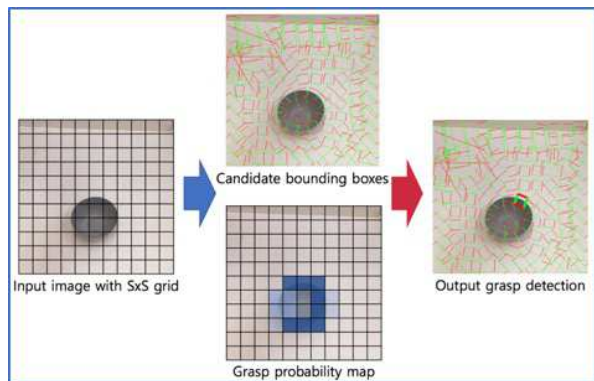 Candidate bounding boxes
Input image with SxS grid
Output grasp detection
Grasp probability map